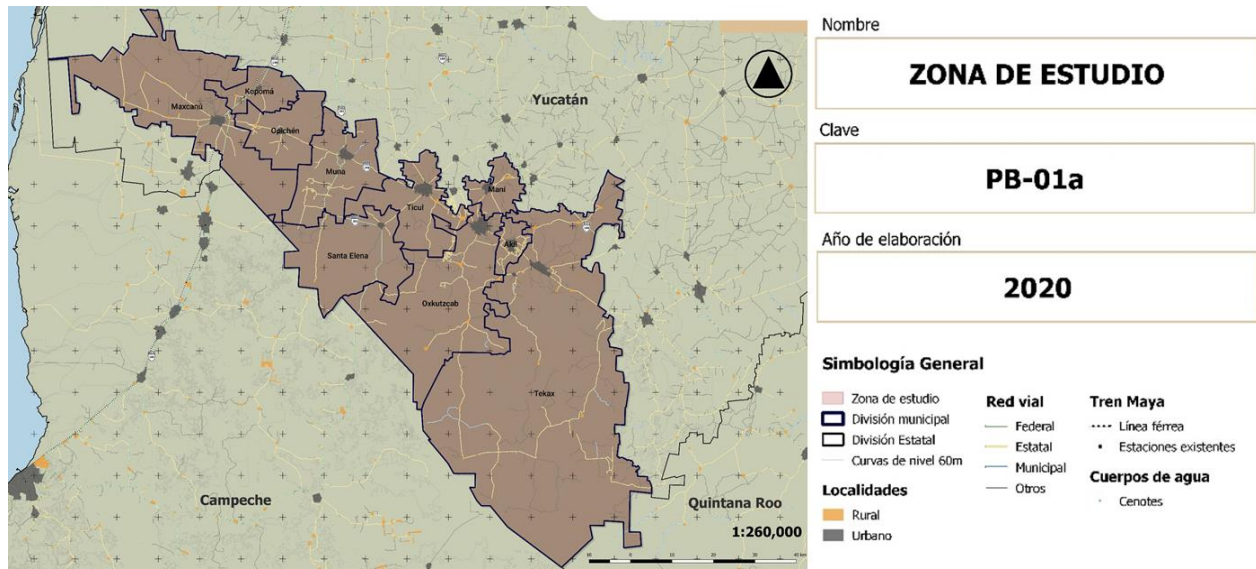 Yucatán
Kopomá
Maxcanú
Opichén
Muna
Maní
Ticul
Akil
Santa Elena
Oxkutzcab
Tekax
Campeche
Quintana Roo
1:260,000
Nombre
ZONA DE ESTUDIO
Clave
PB-01a
Año de elaboración
2020
Simbología General
Zona de estudio
División municipal
División Estatal
Curvas de nivel 60m
Localidades
Rural
Urbano
Red vial
Federal
Estatal
Municipal
Otros
Tren Maya
Línea férrea
Estaciones existentes
Cuerpos de agua
Cenotes